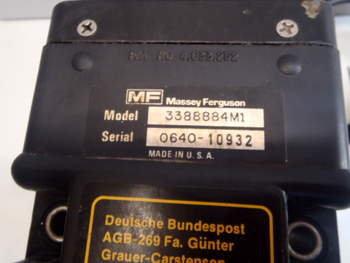 MF Massey Ferguson
Model 3388884M1
Serial 0640-10932
MADE IN U.S.A.
Deutsche Bundespost
AGB-269 Fa. Günter
Grauer-Carstensen